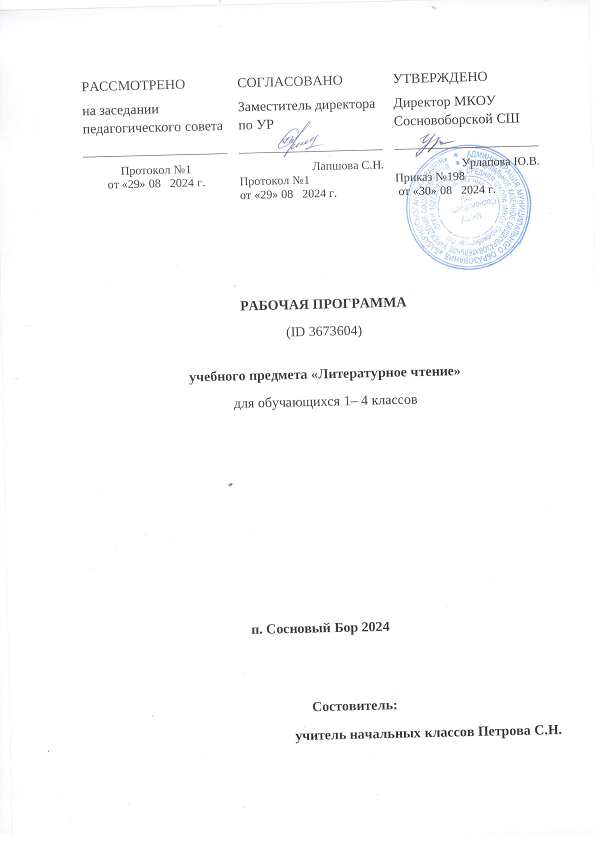 РАССМОТРЕНО
на заседании
педагогического совета
Протокол №1
от «29» 08 2024 г.
СОГЛАСОВАНО
Заместитель директора
по УР
Лапшова С.Н.
Протокол №1
от «29» 08 2024 г.
УТВЕРЖДЕНО
Директор МКОУ
Сосновоборской СШ
Урлапова Ю.В.
Приказ №198
от «30» 08 2024 г.
РАБОЧАЯ ПРОГРАММА
(ID 3673604)
учебного предмета «Литературное чтение»
для обучающихся 1– 4 классов
п. Сосновый Бор 2024
Состовитель:
учитель начальных классов Петрова С.Н.